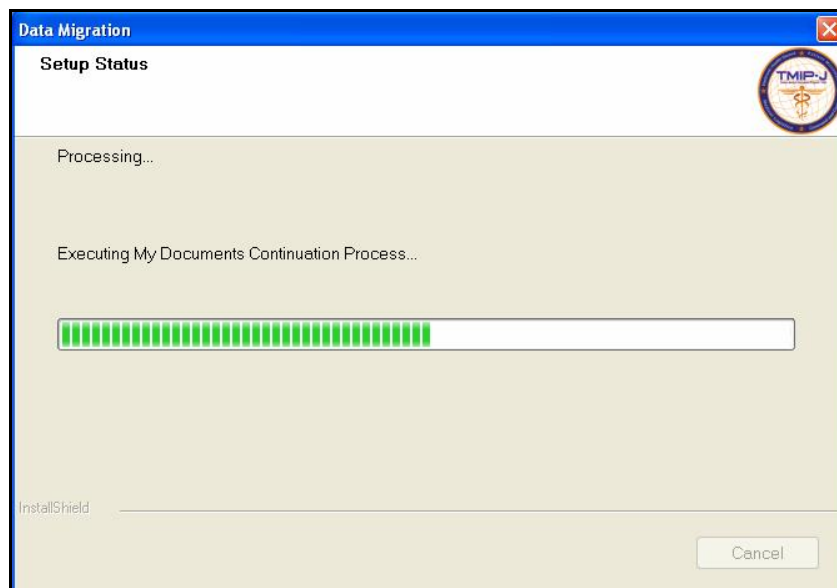 Data Migration
Setup Status
TMIP-J
Processing...
Executing My Documents Continuation Process...
InstallShield
Cancel